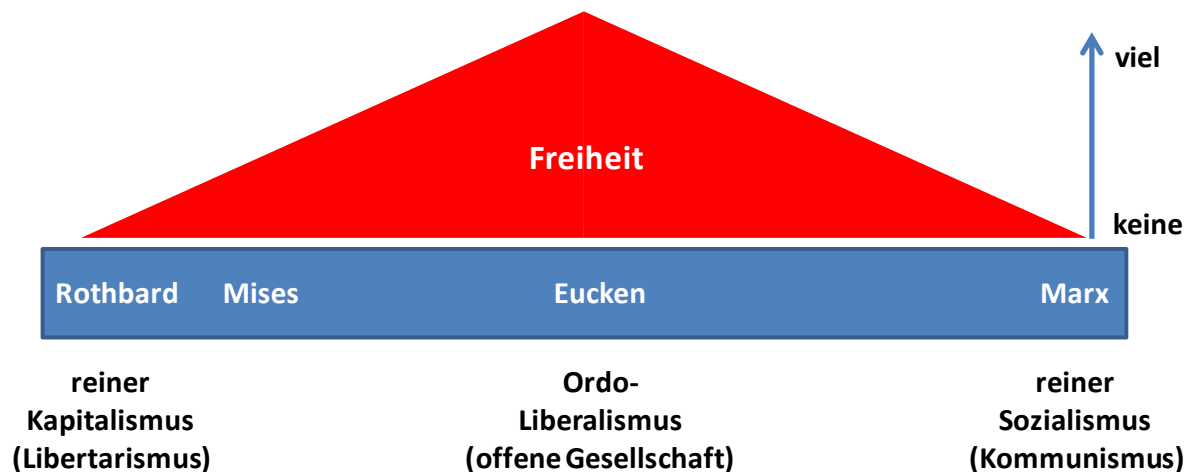 viel
Freiheit
keine
Rothbard Mises Eucken Marx
reiner Ordo- reiner
Kapitalismus Liberalismus Sozialismus
(Libertarismus) (offene Gesellschaft) (Kommunismus)